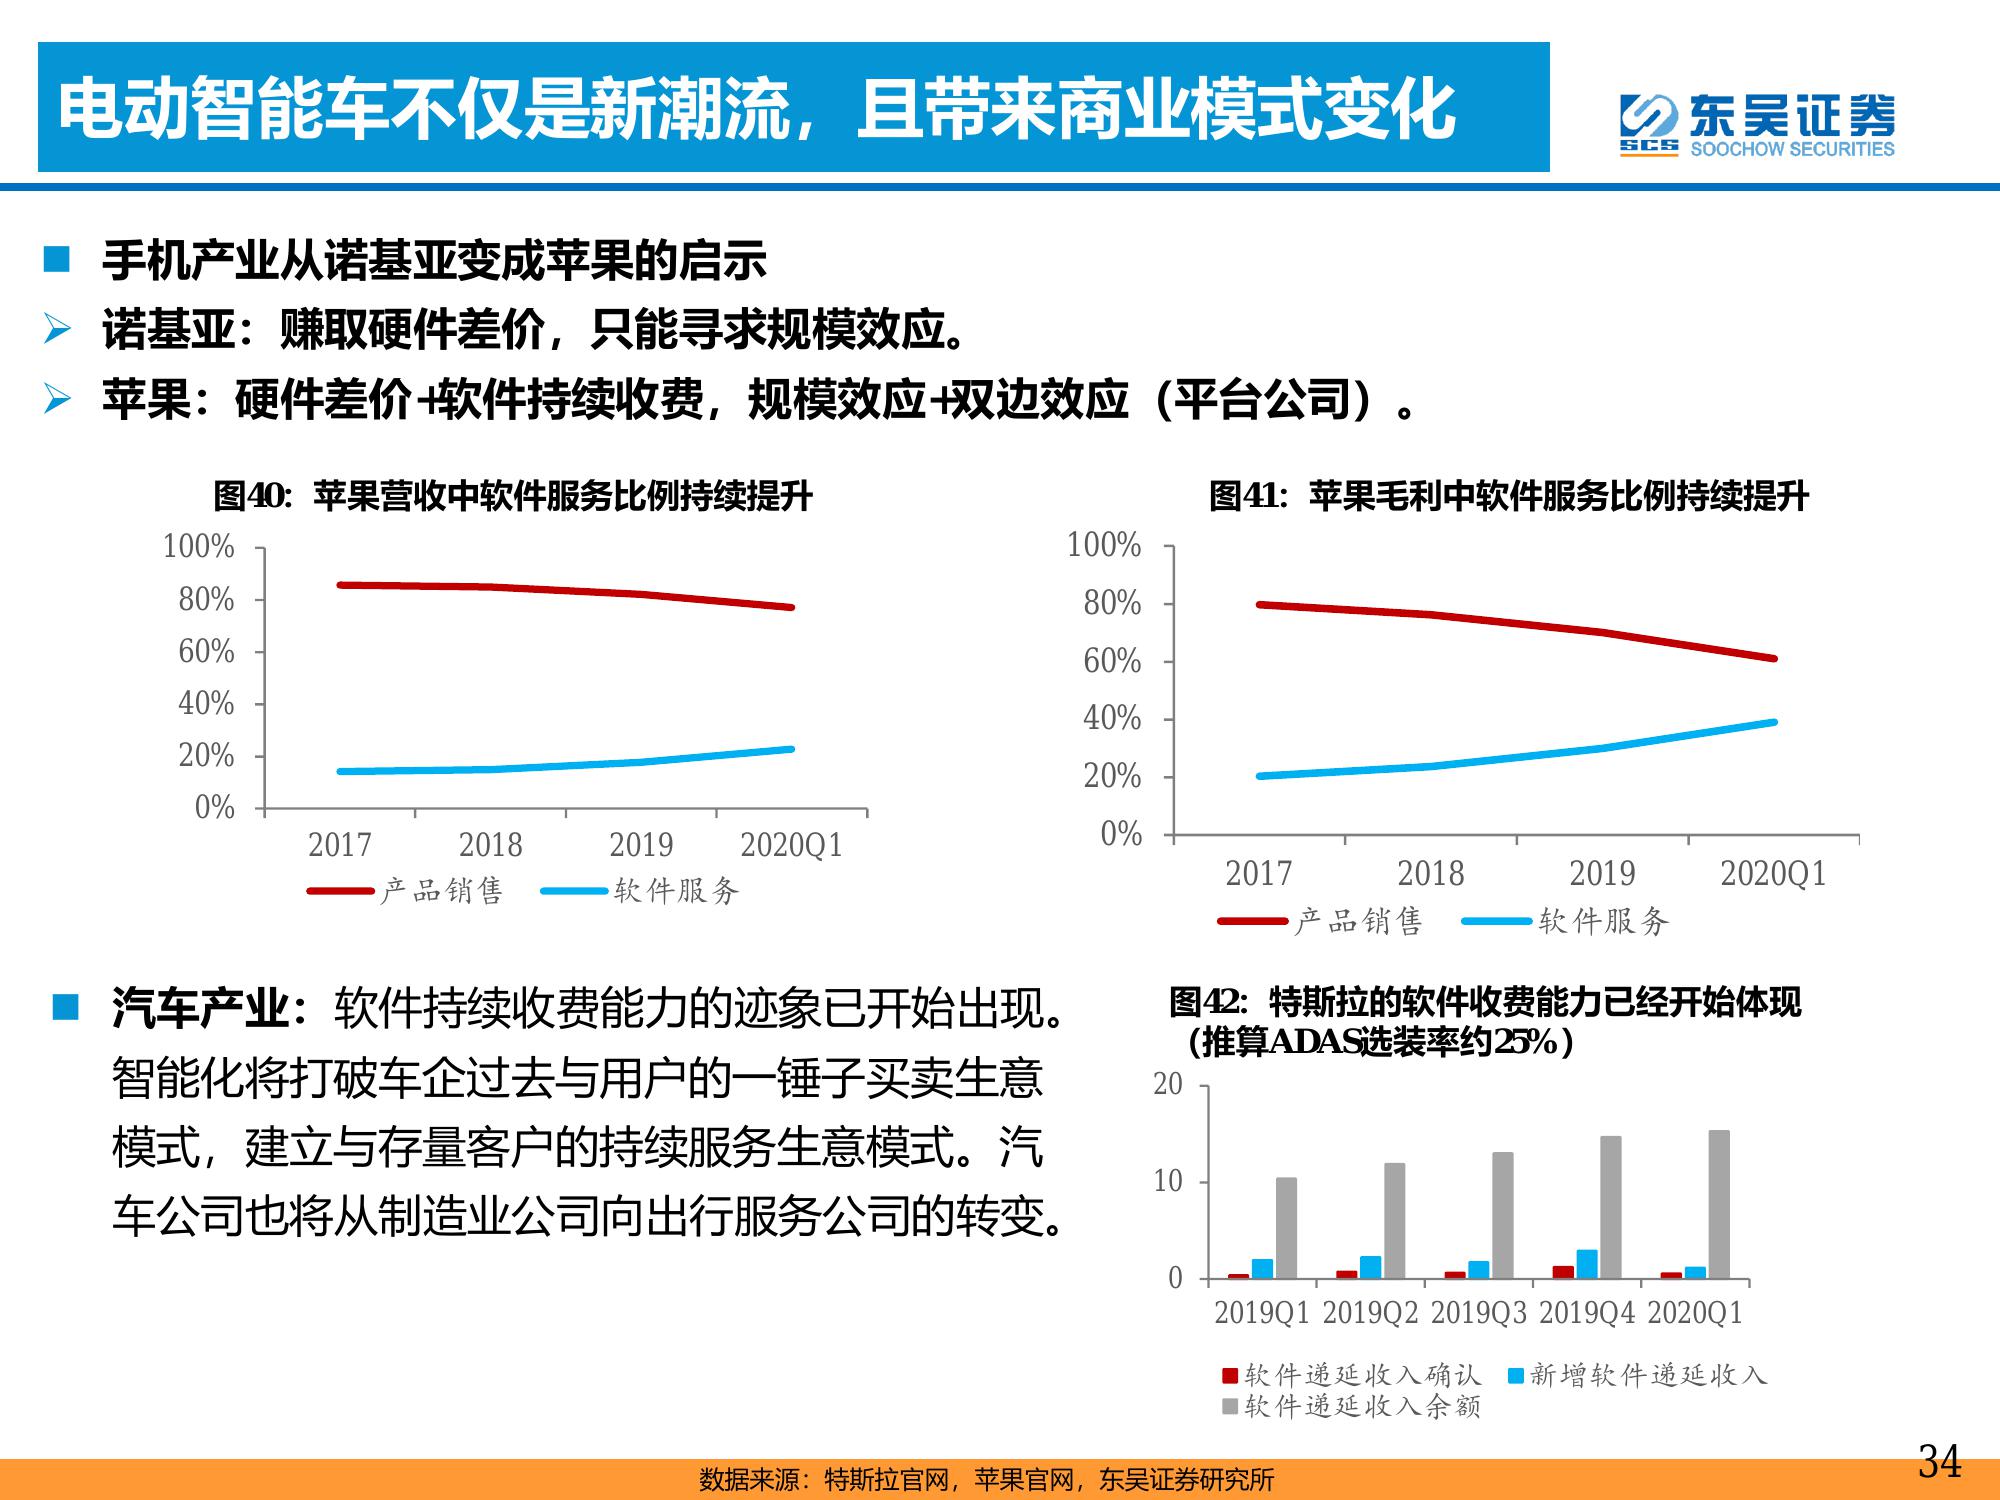 电动智能车不仅是新潮流，且带来商业模式变化
东吴证券
SCS
SOOCHOW SECURITIES
手机产业从诺基亚变成苹果的启示
诺基亚：赚取硬件差价，只能寻求规模效应。
苹果：硬件差价+软件持续收费，规模效应+双边效应（平台公司）。
图40：苹果营收中软件服务比例持续提升
100%
80%
60%
40%
20%
0%
2017 2018 2019 2020Q1
产品销售 软件服务
图41：苹果毛利中软件服务比例持续提升
100%
80%
60%
40%
20%
0%
2017 2018 2019 2020Q1
产品销售 软件服务
汽车产业：软件持续收费能力的迹象已开始出现。
智能化将打破车企过去与用户的一锤子买卖生意
模式，建立与存量客户的持续服务生意模式。汽
车公司也将从制造业公司向出行服务公司的转变。
图42：特斯拉的软件收费能力已经开始体现
（推算ADAS选装率约25%）
20
10
0
2019Q1 2019Q2 2019Q3 2019Q4 2020Q1
软件递延收入确认 新增软件递延收入
软件递延收入余额
数据来源：特斯拉官网，苹果官网，东吴证券研究所
34